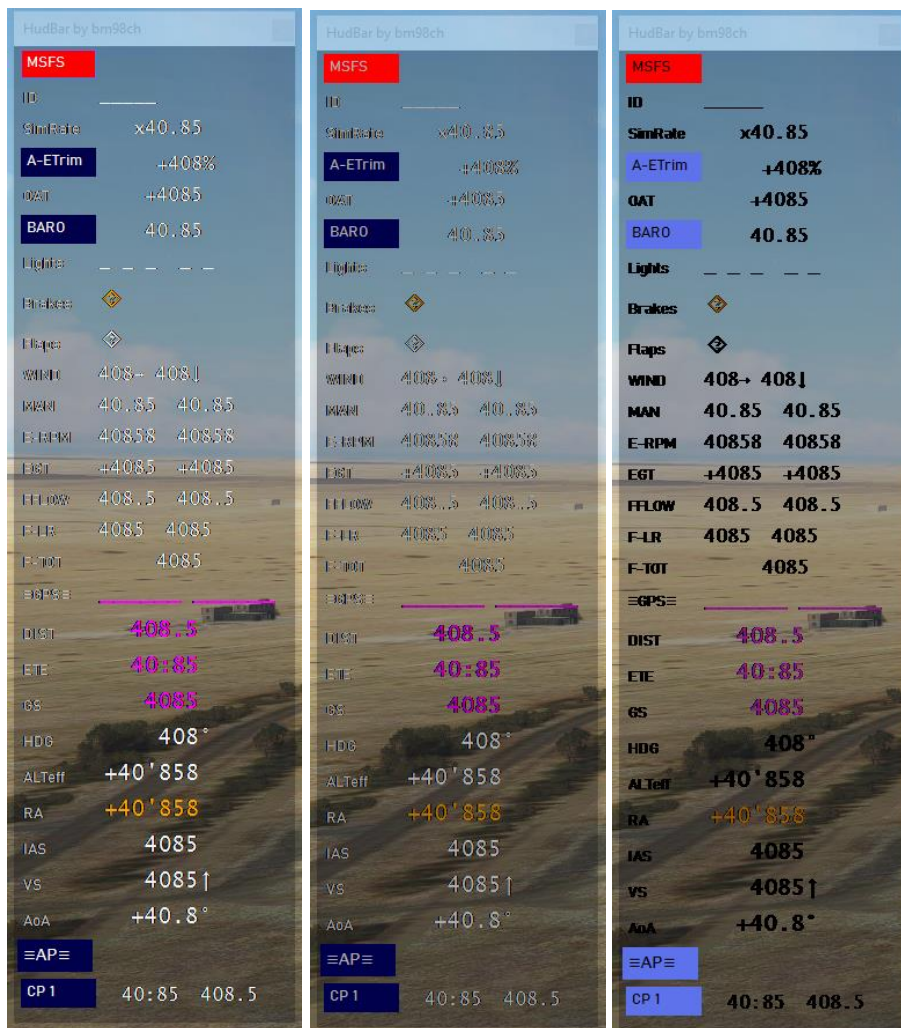 HudBar by bm98ch
MSFS
ID ______
SimRate x40.85
A-ETrim +408%
OAT +4085
BARO 40.85
Lights _ _ _ _ _
Brakes
Flaps
WIND 408→ 408↓
MAN 40.85 40.85
E-RPM 40858 40858
EGT +4085 +4085
FFLOW 408.5 408.5
F-LR 4085 4085
F-TOT 4085
≡GPS≡
DIST 408.5
ETE 40:85
GS 4085
HDG 408°
ALTeff +40'858
RA +40'858
IAS 4085
VS 4085↑
AoA +40.8°
≡AP≡
CP 1 40:85 408.5
HudBar by bm98ch
MSFS
ID ______
SimRate x40.85
A-ETrim +408%
OAT +4085
BARO 40.85
Lights _ _ _ _ _
Brakes
Flaps
WIND 408→ 408↓
MAN 40.85 40.85
E-RPM 40858 40858
EGT +4085 +4085
FFLOW 408.5 408.5
F-LR 4085 4085
F-TOT 4085
≡GPS≡
DIST 408.5
ETE 40:85
GS 4085
HDG 408°
ALTeff +40'858
RA +40'858
IAS 4085
VS 4085↑
AoA +40.8°
≡AP≡
CP 1 40:85 408.5
HudBar by bm98ch
MSFS
ID ______
SimRate x40.85
A-ETrim +408%
OAT +4085
BARO 40.85
Lights _ _ _ _ _
Brakes
Flaps
WIND 408→ 408↓
MAN 40.85 40.85
E-RPM 40858 40858
EGT +4085 +4085
FFLOW 408.5 408.5
F-LR 4085 4085
F-TOT 4085
≡GPS≡
DIST 408.5
ETE 40:85
GS 4085
HDG 408°
ALTeff +40'858
RA +40'858
IAS 4085
VS 4085↑
AoA +40.8°
≡AP≡
CP 1 40:85 408.5